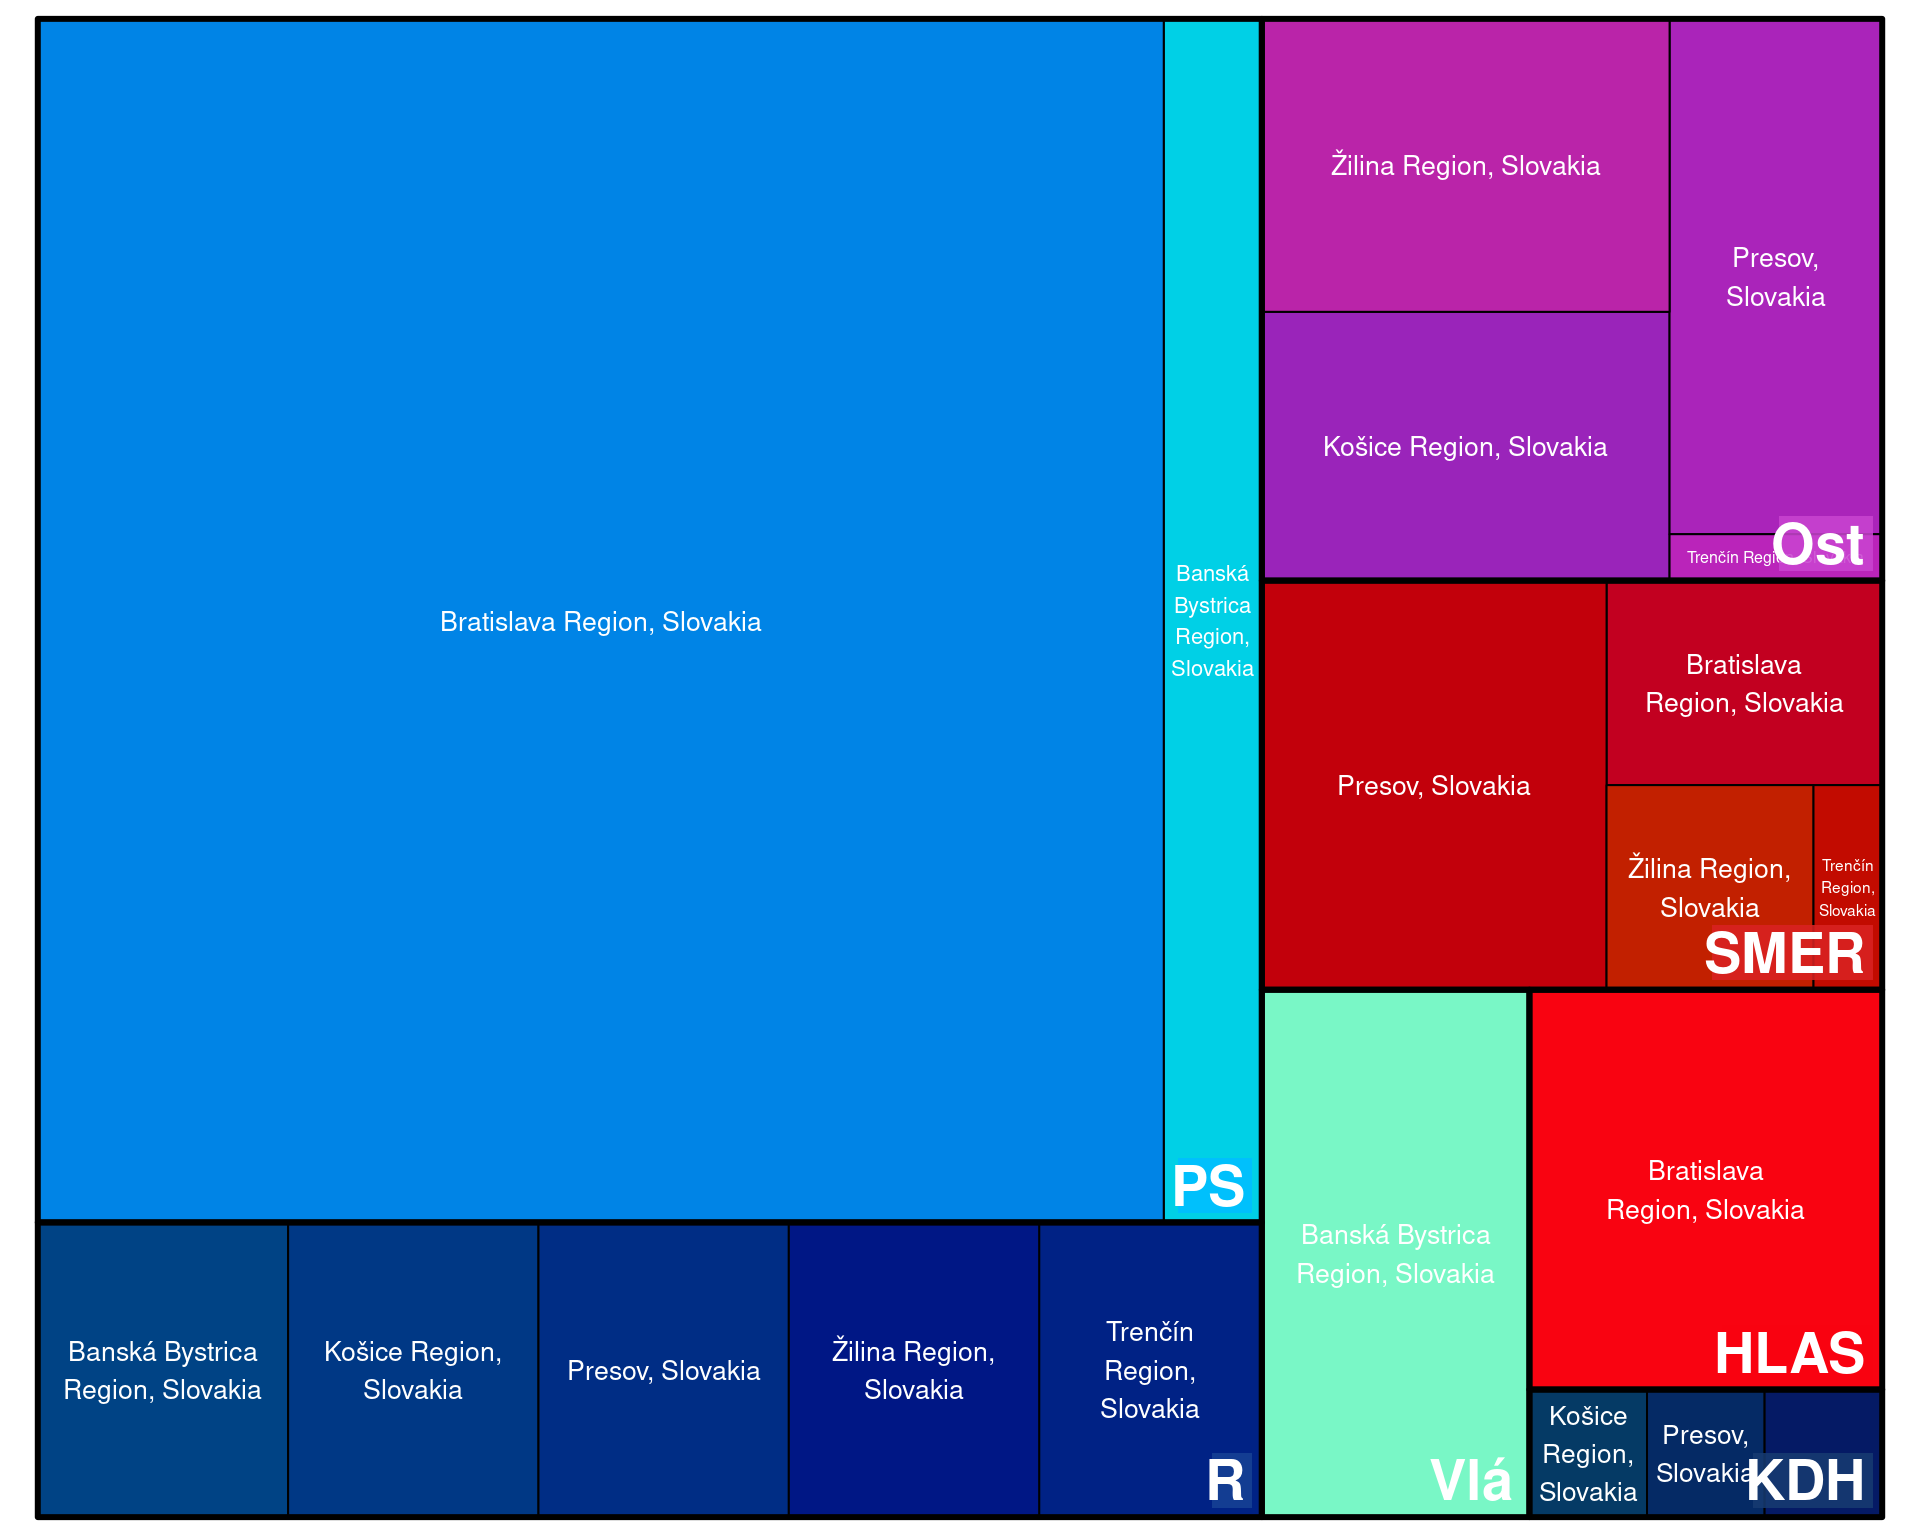 Bratislava Region, Slovakia
Banská
Bystrica
Region,
Slovakia
PS
Banská Bystrica
Region, Slovakia
Košice Region,
Slovakia
Presov, Slovakia
Žilina Region,
Slovakia
Trenčín
Region,
Slovakia
R
Žilina Region, Slovakia
Presov,
Slovakia
Košice Region, Slovakia
Trenčín
Ost
Presov, Slovakia
Bratislava
Region, Slovakia
Žilina Region,
Slovakia
Trenčín
Region,
Slovakia
SMER
Banská Bystrica
Region, Slovakia
Vlá
Bratislava
Region, Slovakia
HLAS
Košice
Region,
Slovakia
Presov,
Slovakia
KDH